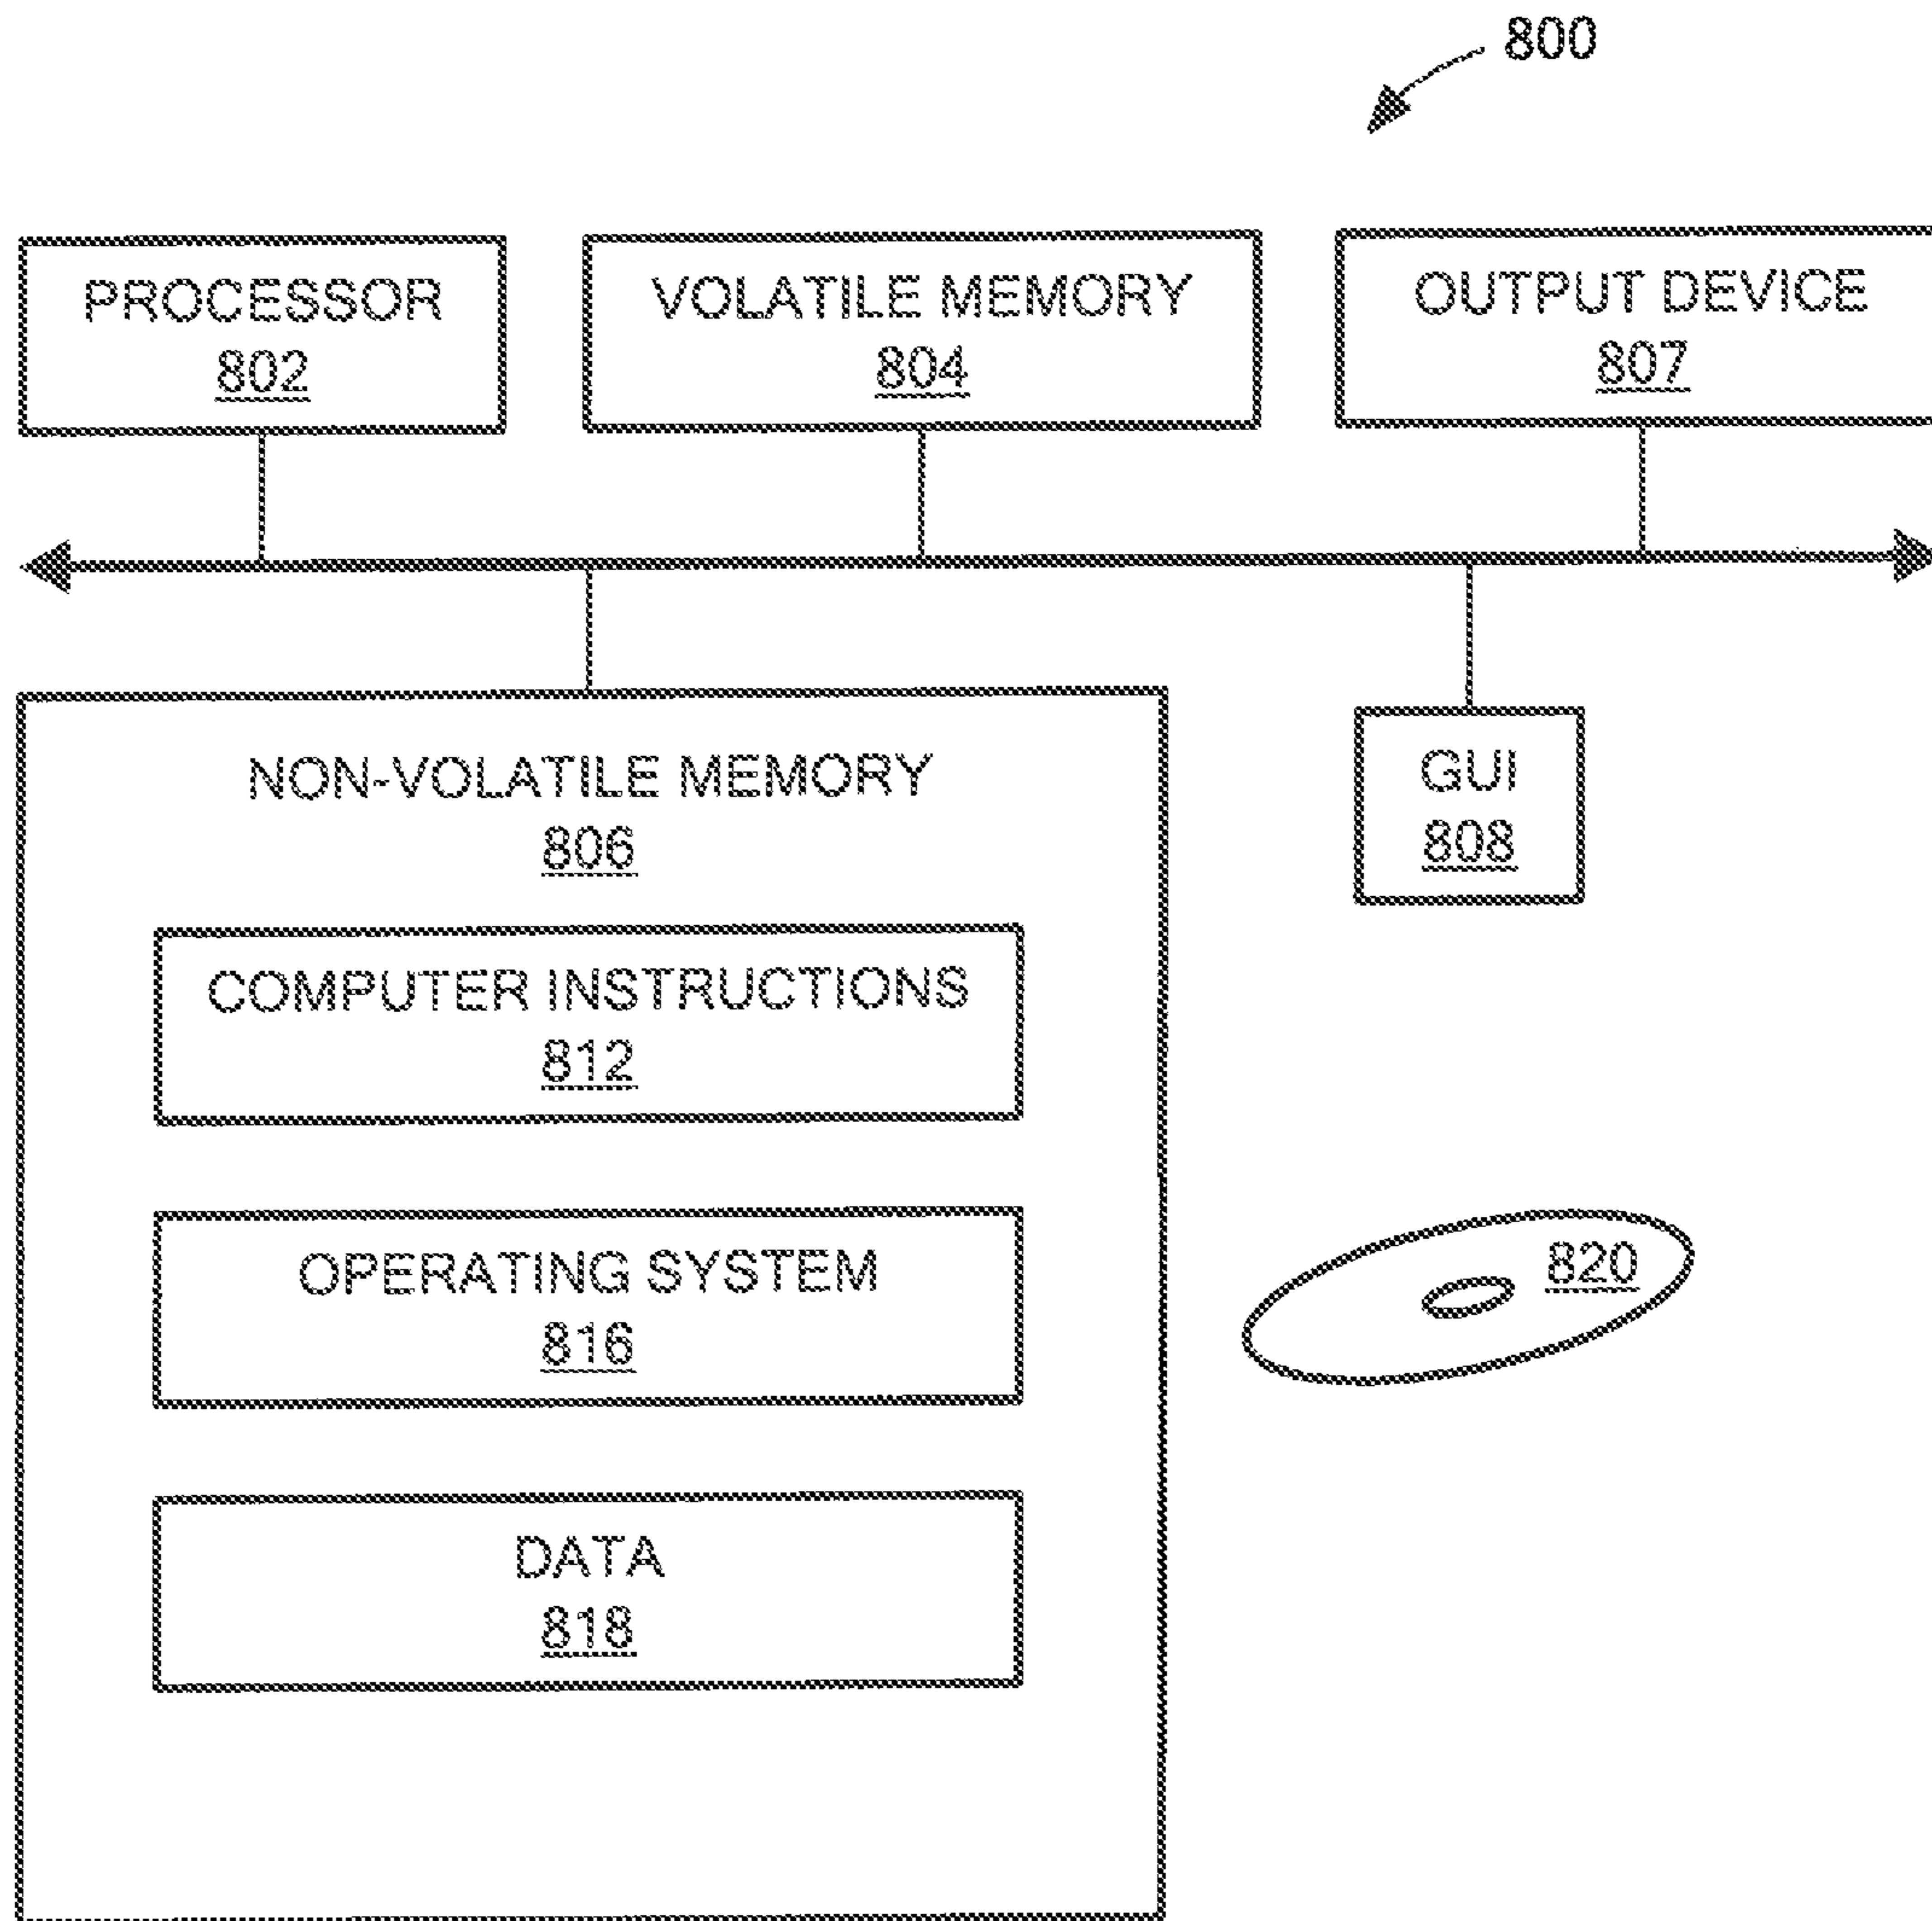 800
PROCESSOR
802
VOLATILE MEMORY
804
OUTPUT DEVICE
807
NON-VOLATILE MEMORY
806
GUI
808
COMPUTER INSTRUCTIONS
812
OPERATING SYSTEM
816
820
DATA
818